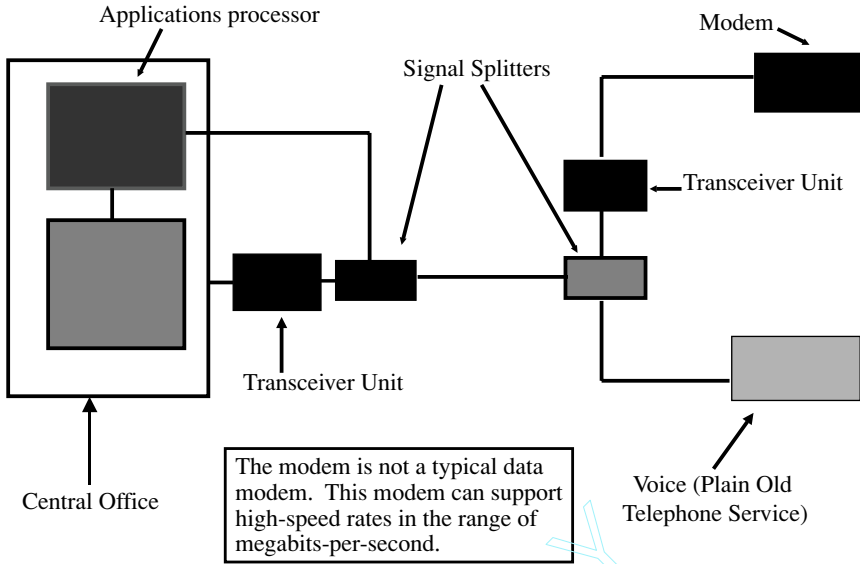 Applications processor
Modem
Signal Splitters
Transceiver Unit
Transceiver Unit
Central Office
The modem is not a typical data
modem. This modem can support
high-speed rates in the range of
megabits-per-second.
Voice (Plain Old
Telephone Service)